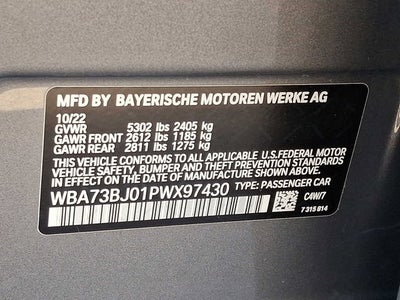 MFD BY BAYERISCHE MOTOREN WERKE AG
10/22
GVWR 5302 lbs 2405 kg
GAWR FRONT 2612 lbs 1185 kg
GAWR REAR 2811 lbs 1275 kg
THIS VEHICLE CONFORMS TO ALL APPLICABLE U.S.FEDERAL MOTOR
VEHICLE SAFETY, BUMPER AND THEFT PREVENTION STANDARDS
IN EFFECT ON THE DATE OF MANUFACTURE SHOWN ABOVE.
WBA73BJ01PWX97430 TYPE: PASSENGER CAR
C4W/7
7 315 814